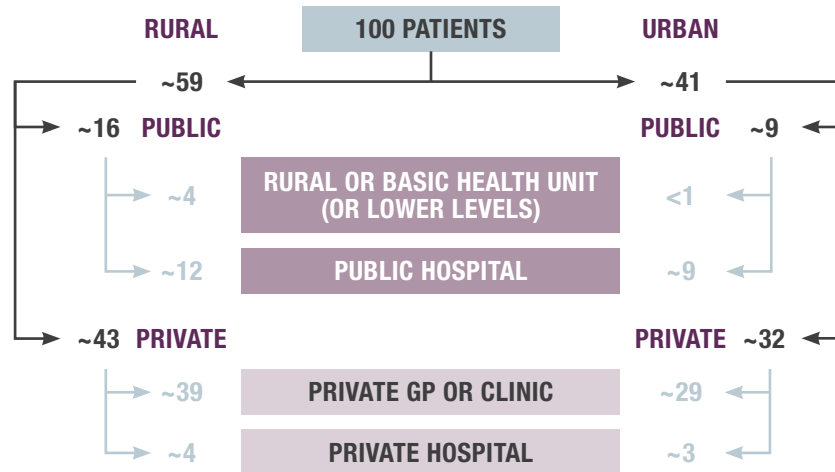 RURAL 100 PATIENTS URBAN
~59 ~41
~16 PUBLIC PUBLIC ~9
~4 RURAL OR BASIC HEALTH UNIT <1
(OR LOWER LEVELS)
~12 PUBLIC HOSPITAL ~9
~43 PRIVATE PRIVATE ~32
~39 PRIVATE GP OR CLINIC ~29
~4 PRIVATE HOSPITAL ~3